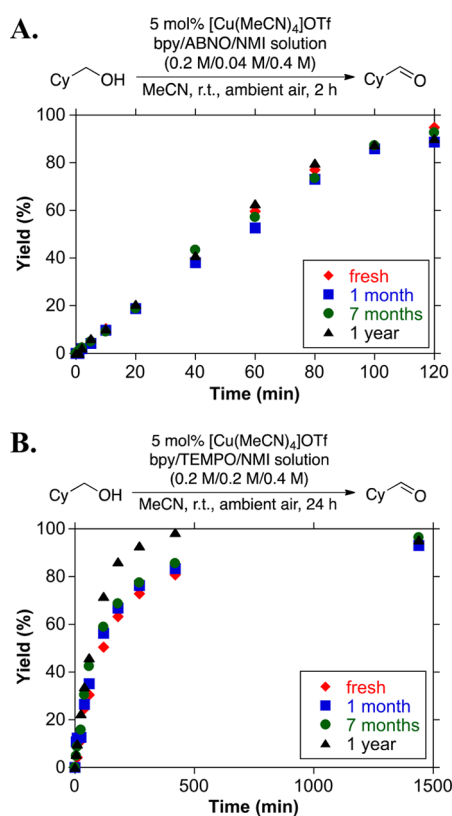 A.
5 mol% [Cu(MeCN)4]OTf
bpy/ABNO/NMI solution
(0.2 M/0.04 M/0.4 M)
Cy OH Cy O
MeCN, r.t., ambient air, 2 h
100
80
60
40
20
0
Yield (%)
fresh
1 month
7 months
1 year
0 20 40 60 80 100 120
Time (min)
B.
5 mol% [Cu(MeCN)4]OTf
bpy/TEMPO/NMI solution
(0.2 M/0.2 M/0.4 M)
Cy OH Cy O
MeCN, r.t., ambient air, 24 h
100
80
60
40
20
0
Yield (%)
fresh
1 month
7 months
1 year
0 500 1000 1500
Time (min)